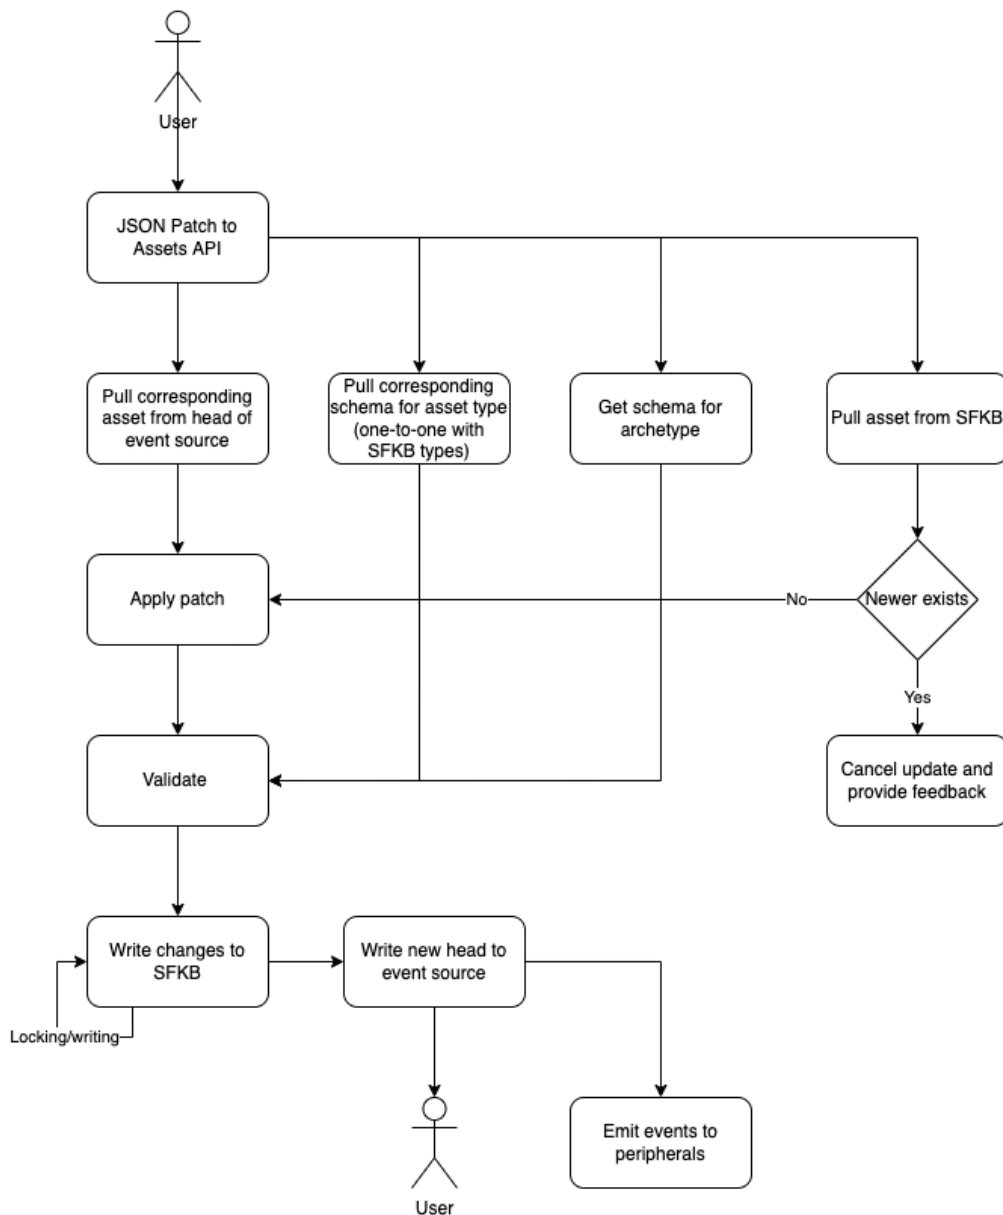 User
JSON Patch to
Assets API
Pull corresponding
asset from head of
event source
Pull corresponding
schema for asset type
(one-to-one with
SFKB types)
Get schema for
archetype
Pull asset from SFKB
Apply patch
No
Newer exists
Yes
Validate
Cancel update and
provide feedback
Write changes to
SFKB
Write new head to
event source
Locking/writing
Emit events to
peripherals
User